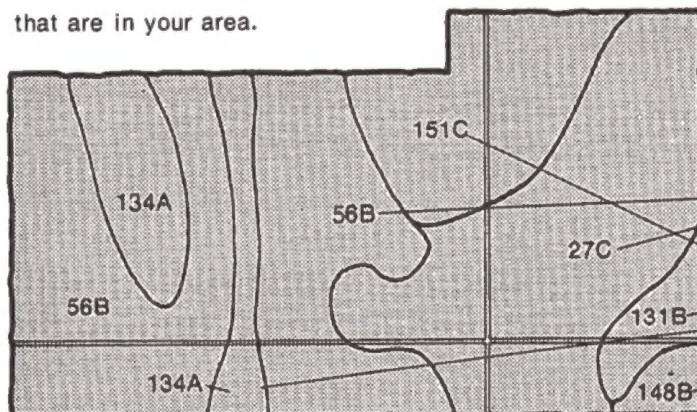 that are in your area.
151C
134A
56B
27C
56B
131B
134A
148B